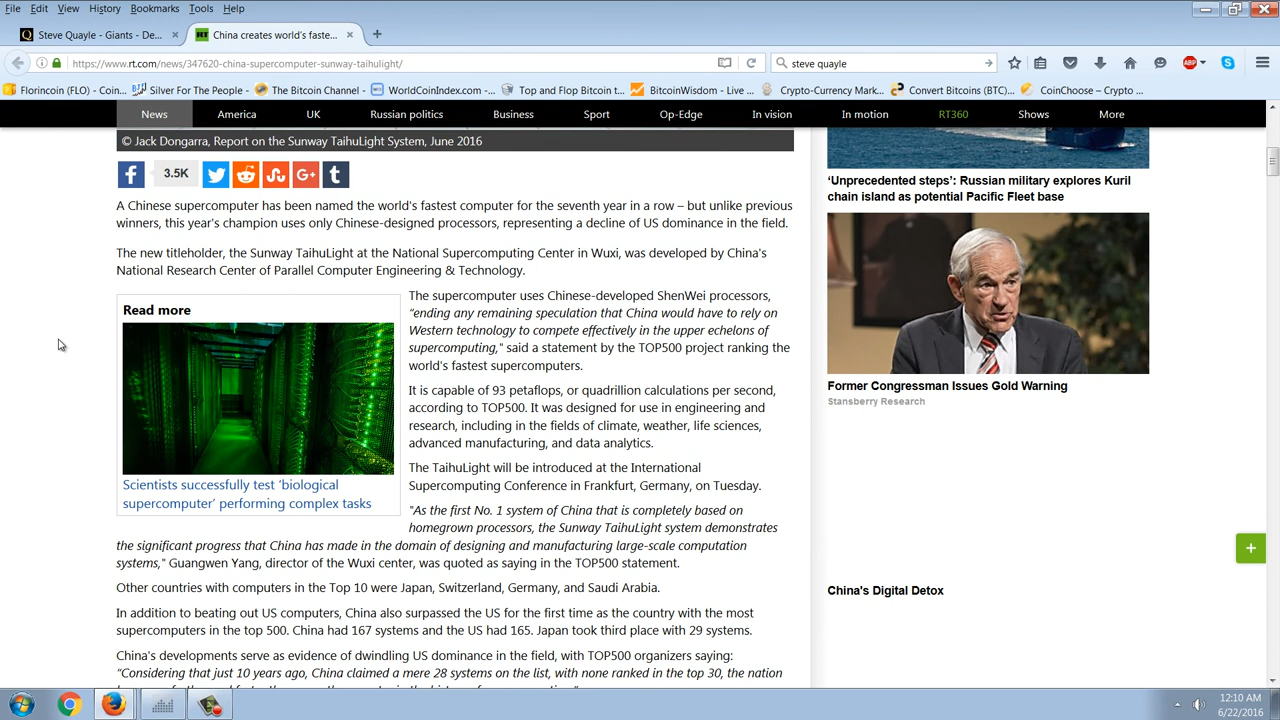 File Edit View History Bookmarks Tools Help
Steve Quayle - Giants - De...
China creates world's faste...
https://www.rt.com/news/347620-china-supercomputer-sunway-taihulight/
steve quayle
ABP
Florincoin (FLO) - Coin...
Silver For The People -
The Bitcoin Channel -
WorldCoinIndex.com -...
Top and Flop Bitcoin t...
BitcoinWisdom - Live ...
Crypto-Currency Mark...
Convert Bitcoins (BTC)...
CoinChoose – Crypto ...
News America UK Russian politics Business Sport Op-Edge In vision In motion RT360 Shows More
© Jack Dongarra, Report on the Sunway TaihuLight System, June 2016
3.5K
A Chinese supercomputer has been named the world's fastest computer for the seventh year in a row – but unlike previous
winners, this year's champion uses only Chinese-designed processors, representing a decline of US dominance in the field.
The new titleholder, the Sunway TaihuLight at the National Supercomputing Center in Wuxi, was developed by China's
National Research Center of Parallel Computer Engineering & Technology.
Read more
Scientists successfully test 'biological
supercomputer' performing complex tasks
The supercomputer uses Chinese-developed ShenWei processors,
"ending any remaining speculation that China would have to rely on
Western technology to compete effectively in the upper echelons of
supercomputing," said a statement by the TOP500 project ranking the
world's fastest supercomputers.
It is capable of 93 petaflops, or quadrillion calculations per second,
according to TOP500. It was designed for use in engineering and
research, including in the fields of climate, weather, life sciences,
advanced manufacturing, and data analytics.
The TaihuLight will be introduced at the International
Supercomputing Conference in Frankfurt, Germany, on Tuesday.
"As the first No. 1 system of China that is completely based on
homegrown processors, the Sunway TaihuLight system demonstrates
the significant progress that China has made in the domain of designing and manufacturing large-scale computation
systems," Guangwen Yang, director of the Wuxi center, was quoted as saying in the TOP500 statement.
Other countries with computers in the Top 10 were Japan, Switzerland, Germany, and Saudi Arabia.
In addition to beating out US computers, China also surpassed the US for the first time as the country with the most
supercomputers in the top 500. China had 167 systems and the US had 165. Japan took third place with 29 systems.
China's developments serve as evidence of dwindling US dominance in the field, with TOP500 organizers saying:
"Considering that just 10 years ago, China claimed a mere 28 systems on the list, with none ranked in the top 30, the nation
'Unprecedented steps': Russian military explores Kuril
chain island as potential Pacific Fleet base
Former Congressman Issues Gold Warning
Stansberry Research
China's Digital Detox
12:10 AM
6/22/2016